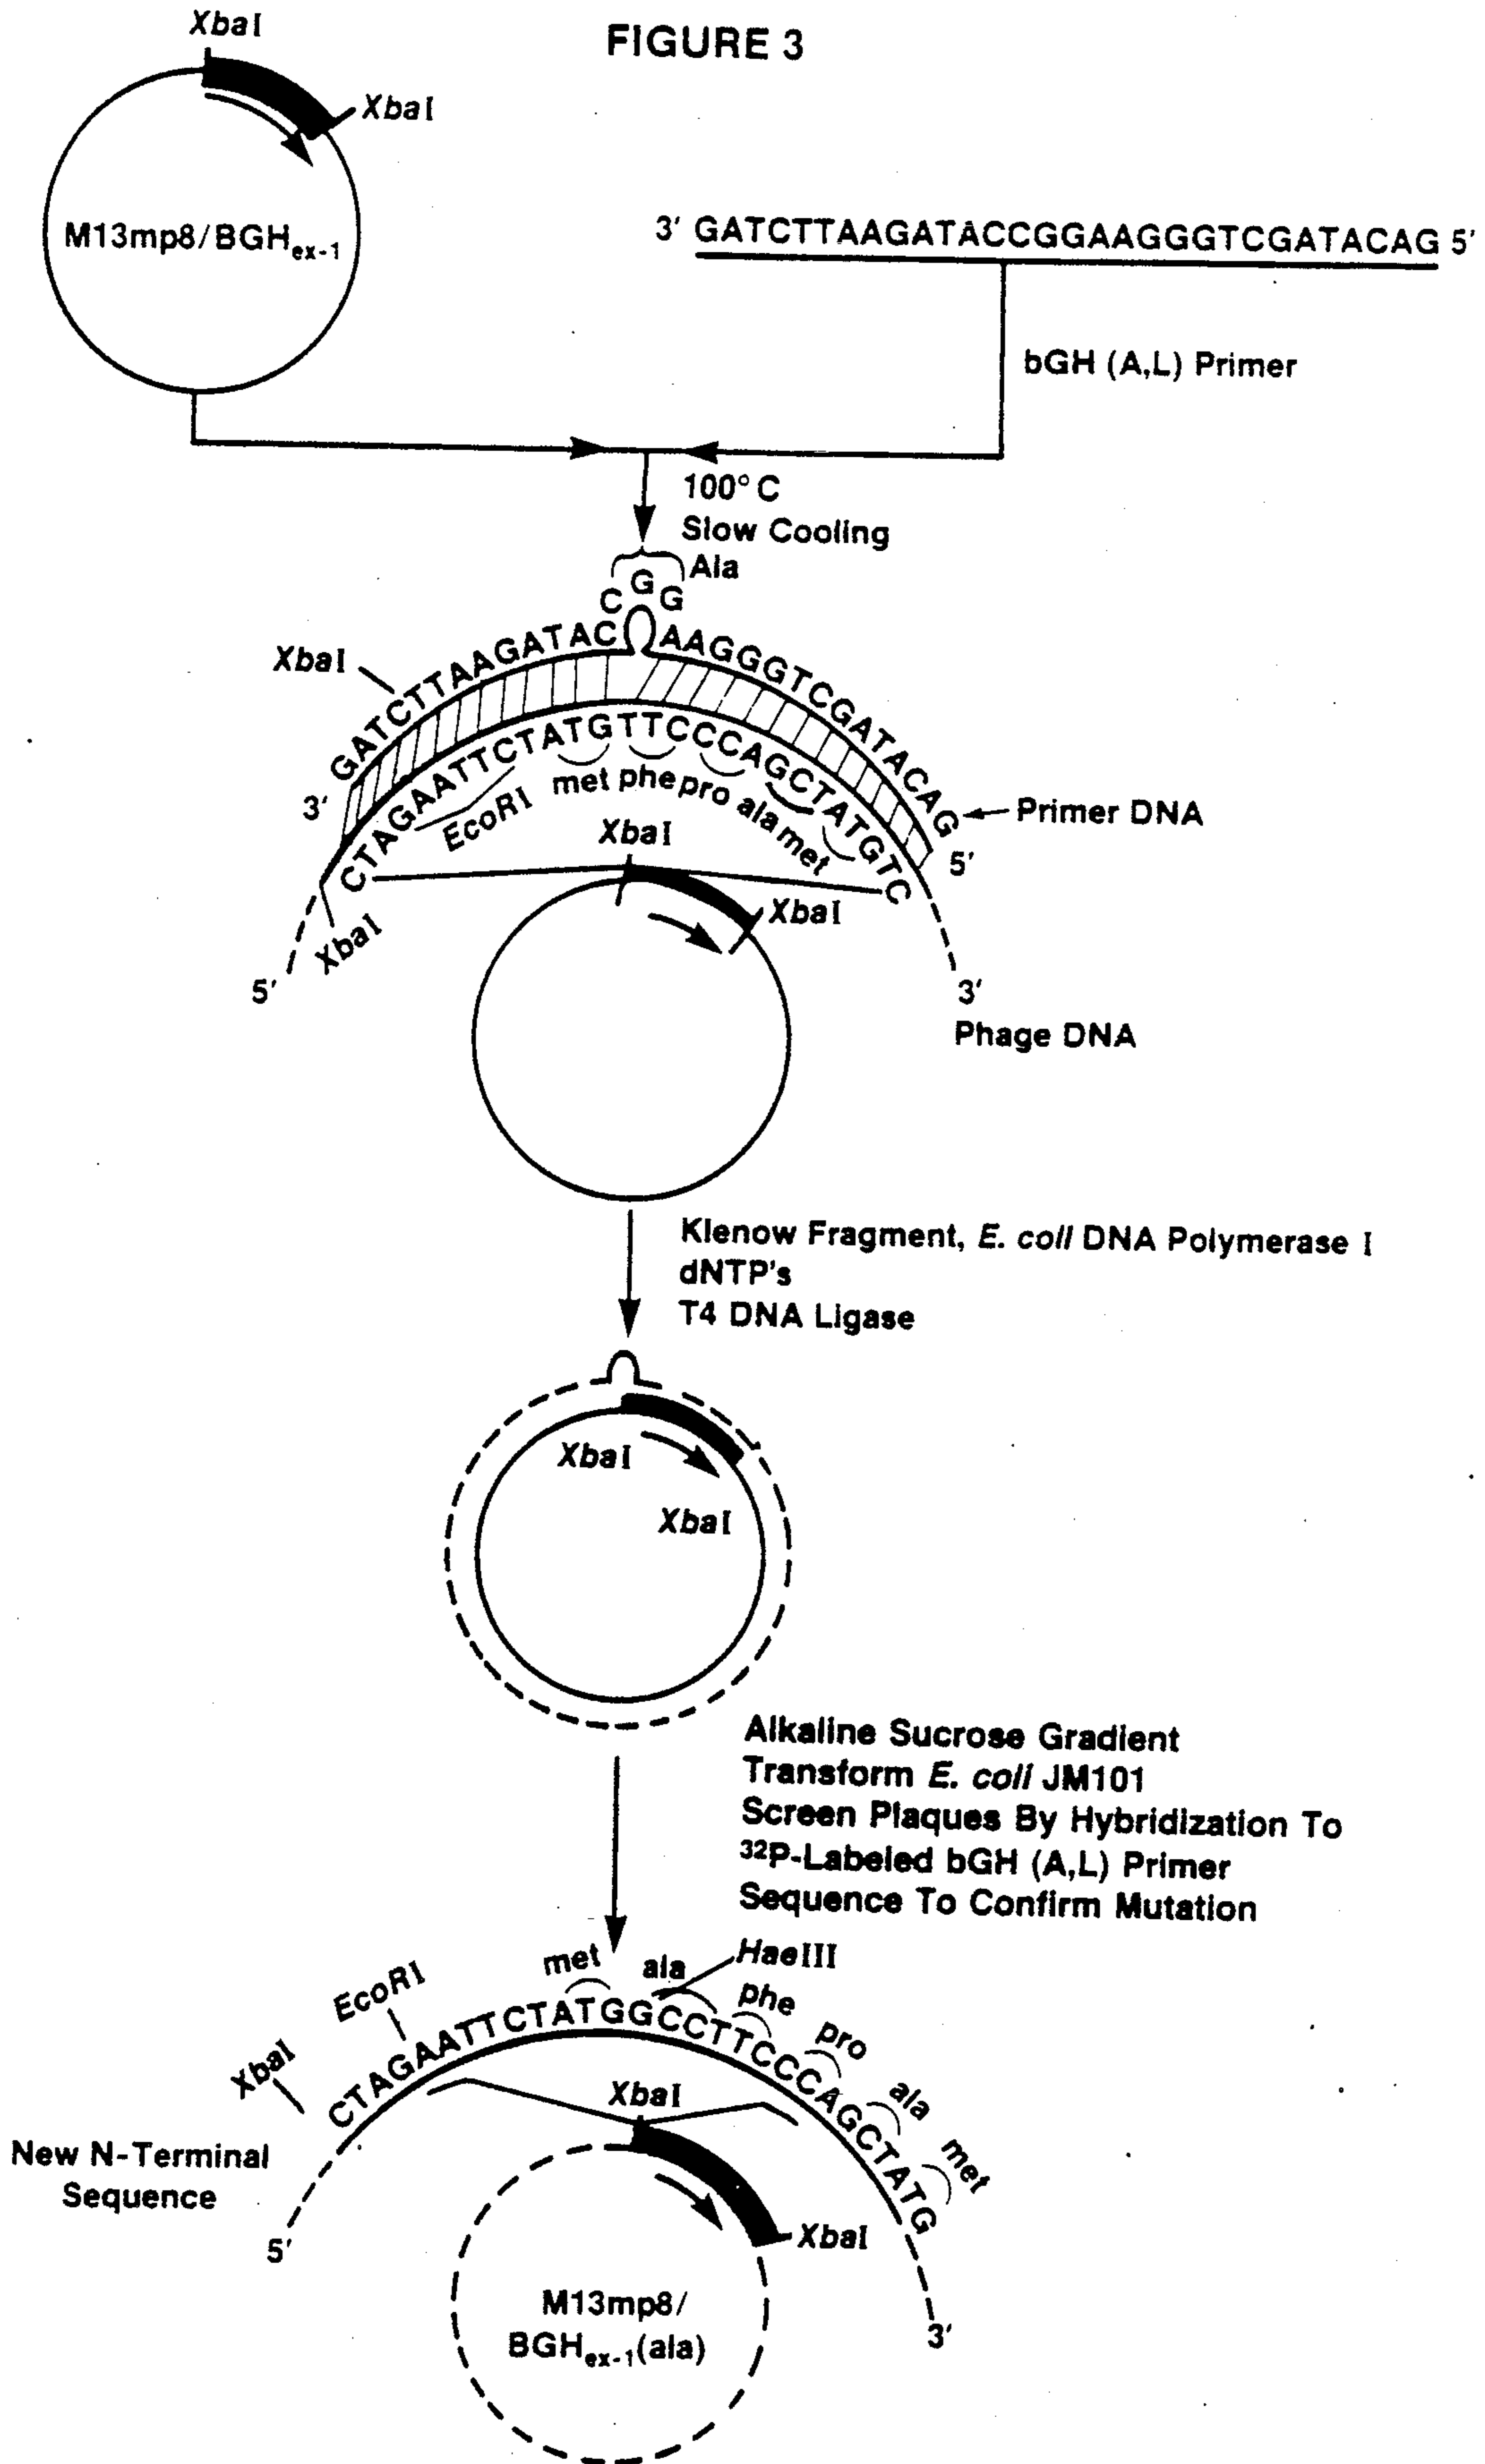 FIGURE 3
XbaI
XbaI
M13mp8/BGHex-1
3' GATCTTAAGATACCGGAAGGGTCGATACAG 5'
bGH (A,L) Primer
100° C
Slow Cooling
Ala
CGG
XbaI
3' GATCTTAAGATAC AAGGGTCGATACAG 5'
Primer DNA
CTAGAATTCTATGTTCCCAGCTATGTC
EcoRI
met phe pro ala met
XbaI
XbaI
XbaI
5'
3'
Phage DNA
Klenow Fragment, E. coli DNA Polymerase I
dNTP's
T4 DNA Ligase
XbaI
XbaI
Alkaline Sucrose Gradient
Transform E. coli JM101
Screen Plaques By Hybridization To
32P-Labeled bGH (A,L) Primer
Sequence To Confirm Mutation
XbaI
EcoRI
met ala phe pro ala met
HaeIII
CTAGAATTCTATGGCCTTCCCAGCTATG
New N-Terminal
Sequence
5'
3'
XbaI
XbaI
M13mp8/
BGHex-1(ala)